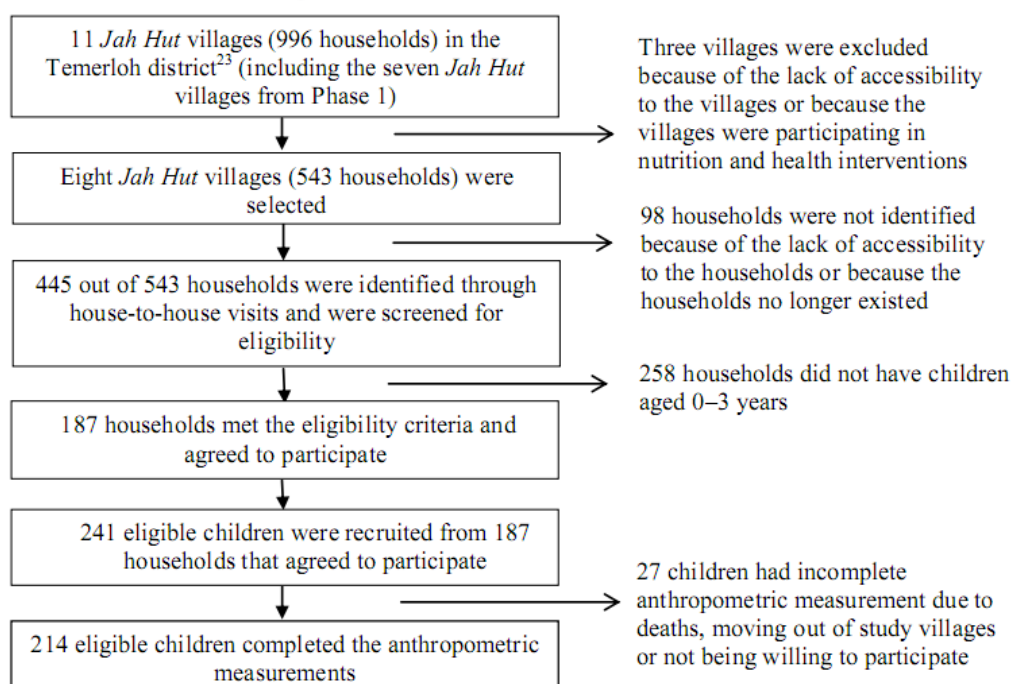 11 Jah Hut villages (996 households) in the
Temerloh district23 (including the seven Jah Hut
villages from Phase 1)
Three villages were excluded
because of the lack of accessibility
to the villages or because the
villages were participating in
nutrition and health interventions
Eight Jah Hut villages (543 households) were
selected
98 households were not identified
because of the lack of accessibility
to the households or because the
households no longer existed
445 out of 543 households were identified through
house-to-house visits and were screened for
eligibility
258 households did not have children
aged 0–3 years
187 households met the eligibility criteria and
agreed to participate
241 eligible children were recruited from 187
households that agreed to participate
27 children had incomplete
anthropometric measurement due to
deaths, moving out of study villages
or not being willing to participate
214 eligible children completed the anthropometric
measurements